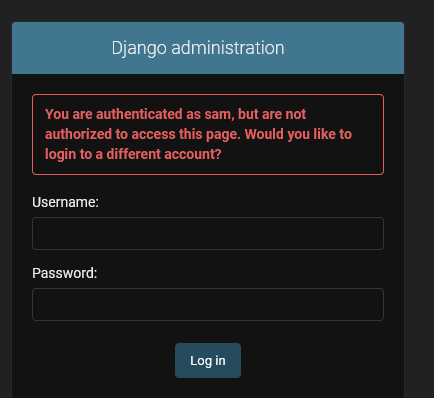 Django administration
You are authenticated as sam, but are not
authorized to access this page. Would you like to
login to a different account?
Username:
Password:
Log in